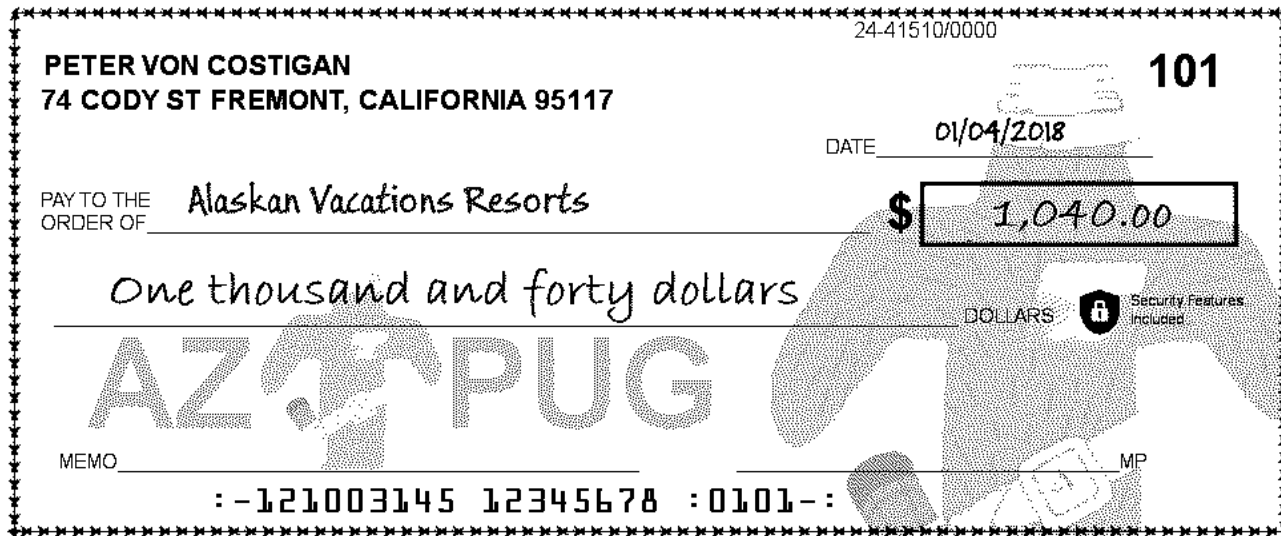 24-41510/0000
PETER VON COSTIGAN
101
74 CODY ST FREMONT, CALIFORNIA 95117
DATE 01/04/2018
PAY TO THE
ORDER OF Alaskan Vacations Resorts $ 1,040.00
One thousand and forty dollars DOLLARS
Security Features
Included
AZ PUG
MEMO MP
:-121003145 12345678 :0101-: